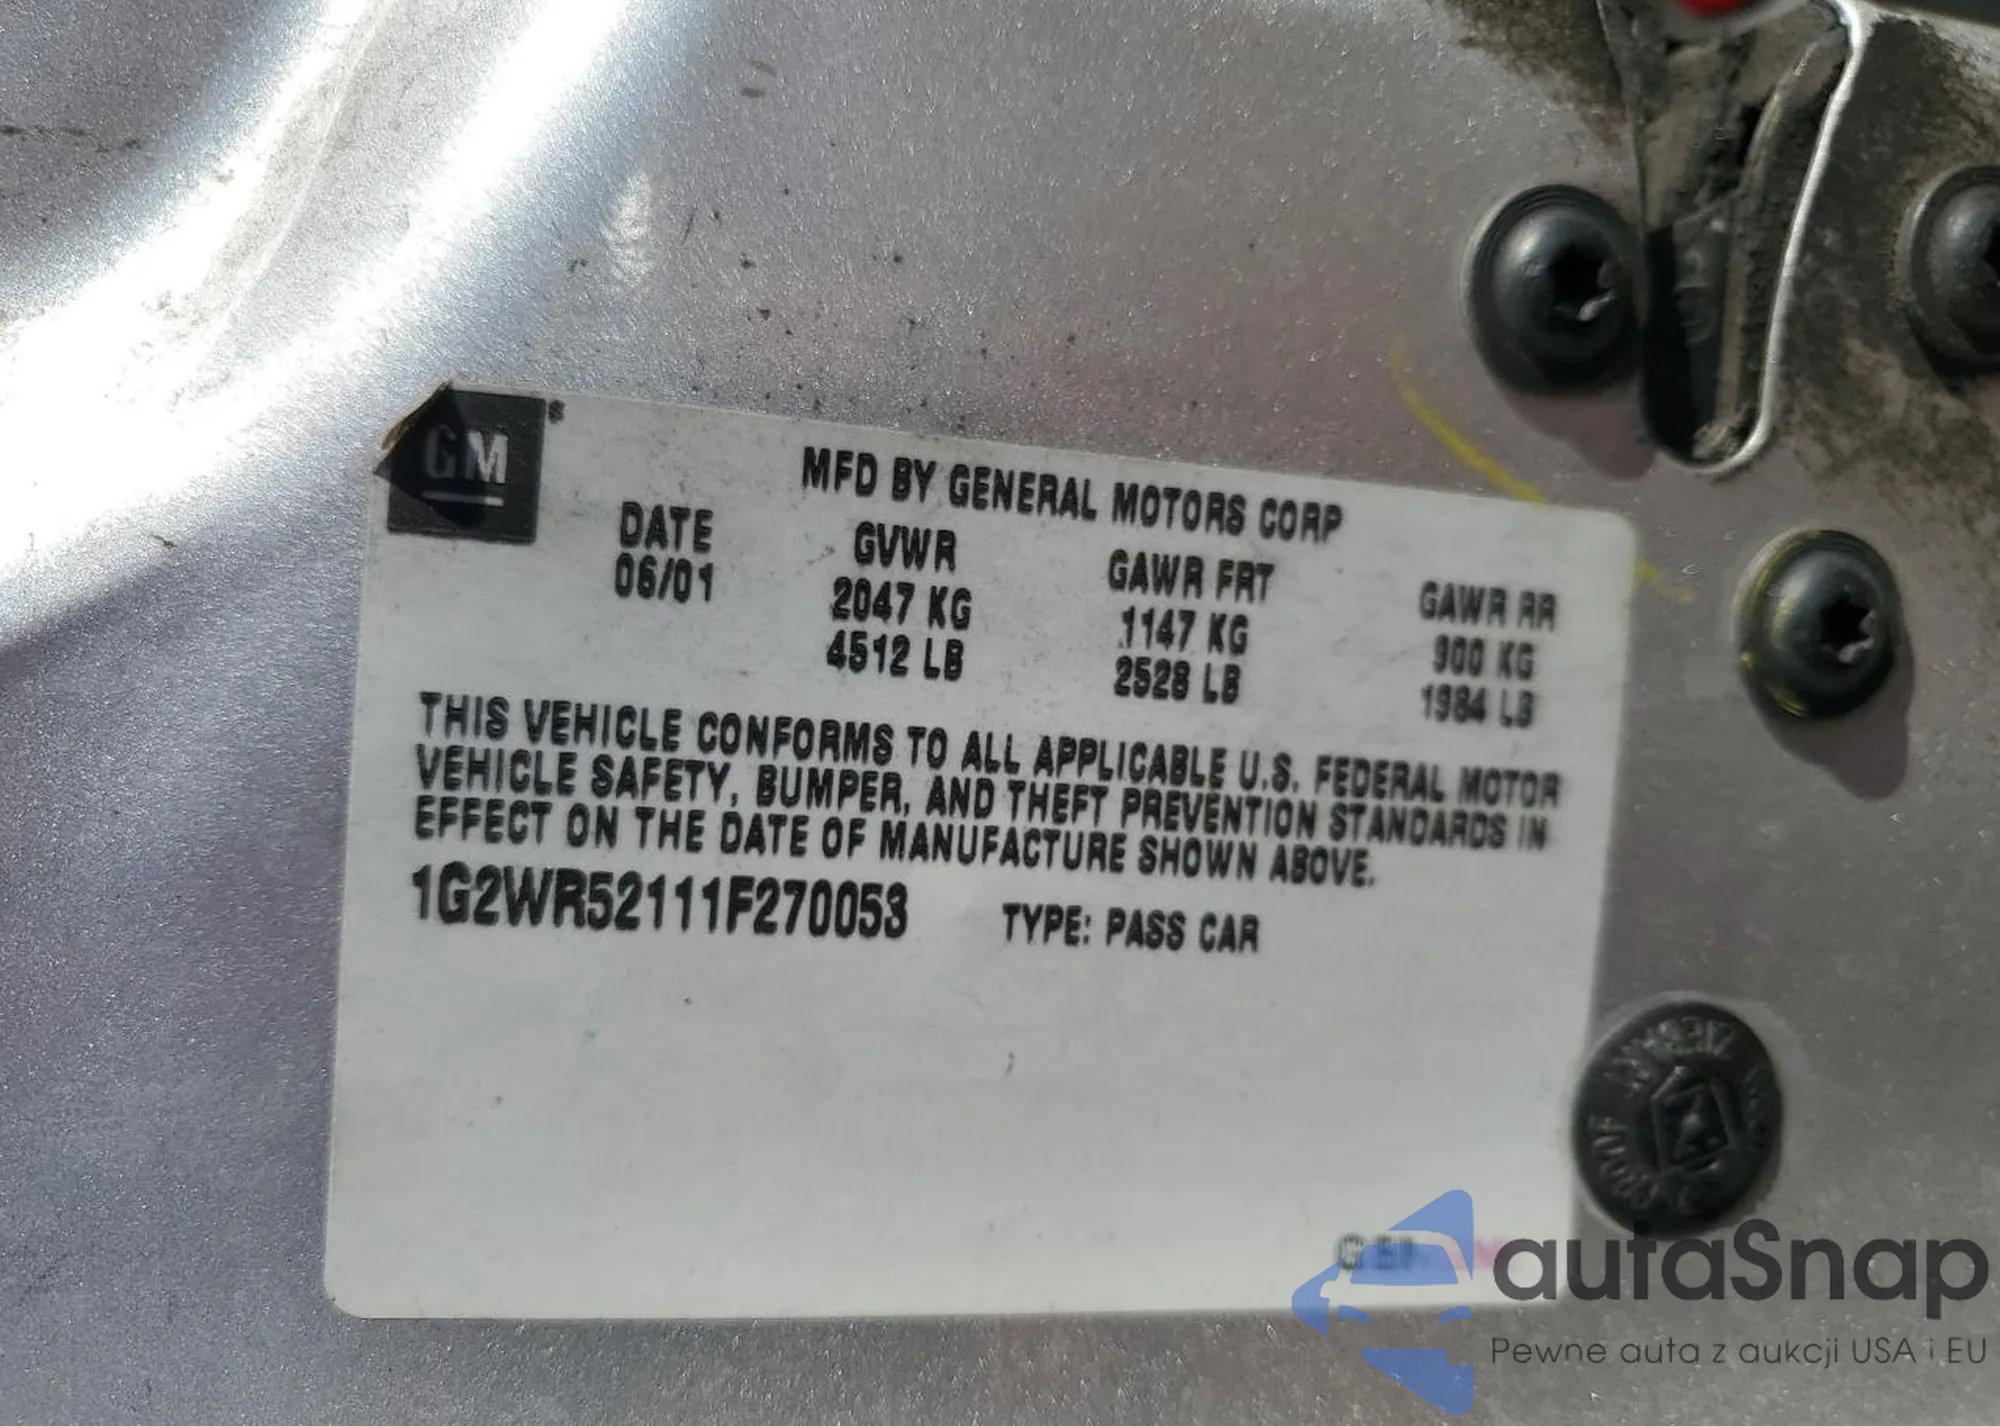 GM
MFD BY GENERAL MOTORS CORP
DATE GVWR GAWR FRT GAWR RR
06/01 2047 KG 1147 KG 900 KG
4512 LB 2528 LB 1984 LB
THIS VEHICLE CONFORMS TO ALL APPLICABLE U.S. FEDERAL MOTOR
VEHICLE SAFETY, BUMPER, AND THEFT PREVENTION STANDARDS IN
EFFECT ON THE DATE OF MANUFACTURE SHOWN ABOVE.
1G2WR52111F270053 TYPE: PASS CAR
autaSnap
Pewne auta z aukcji USA i EU